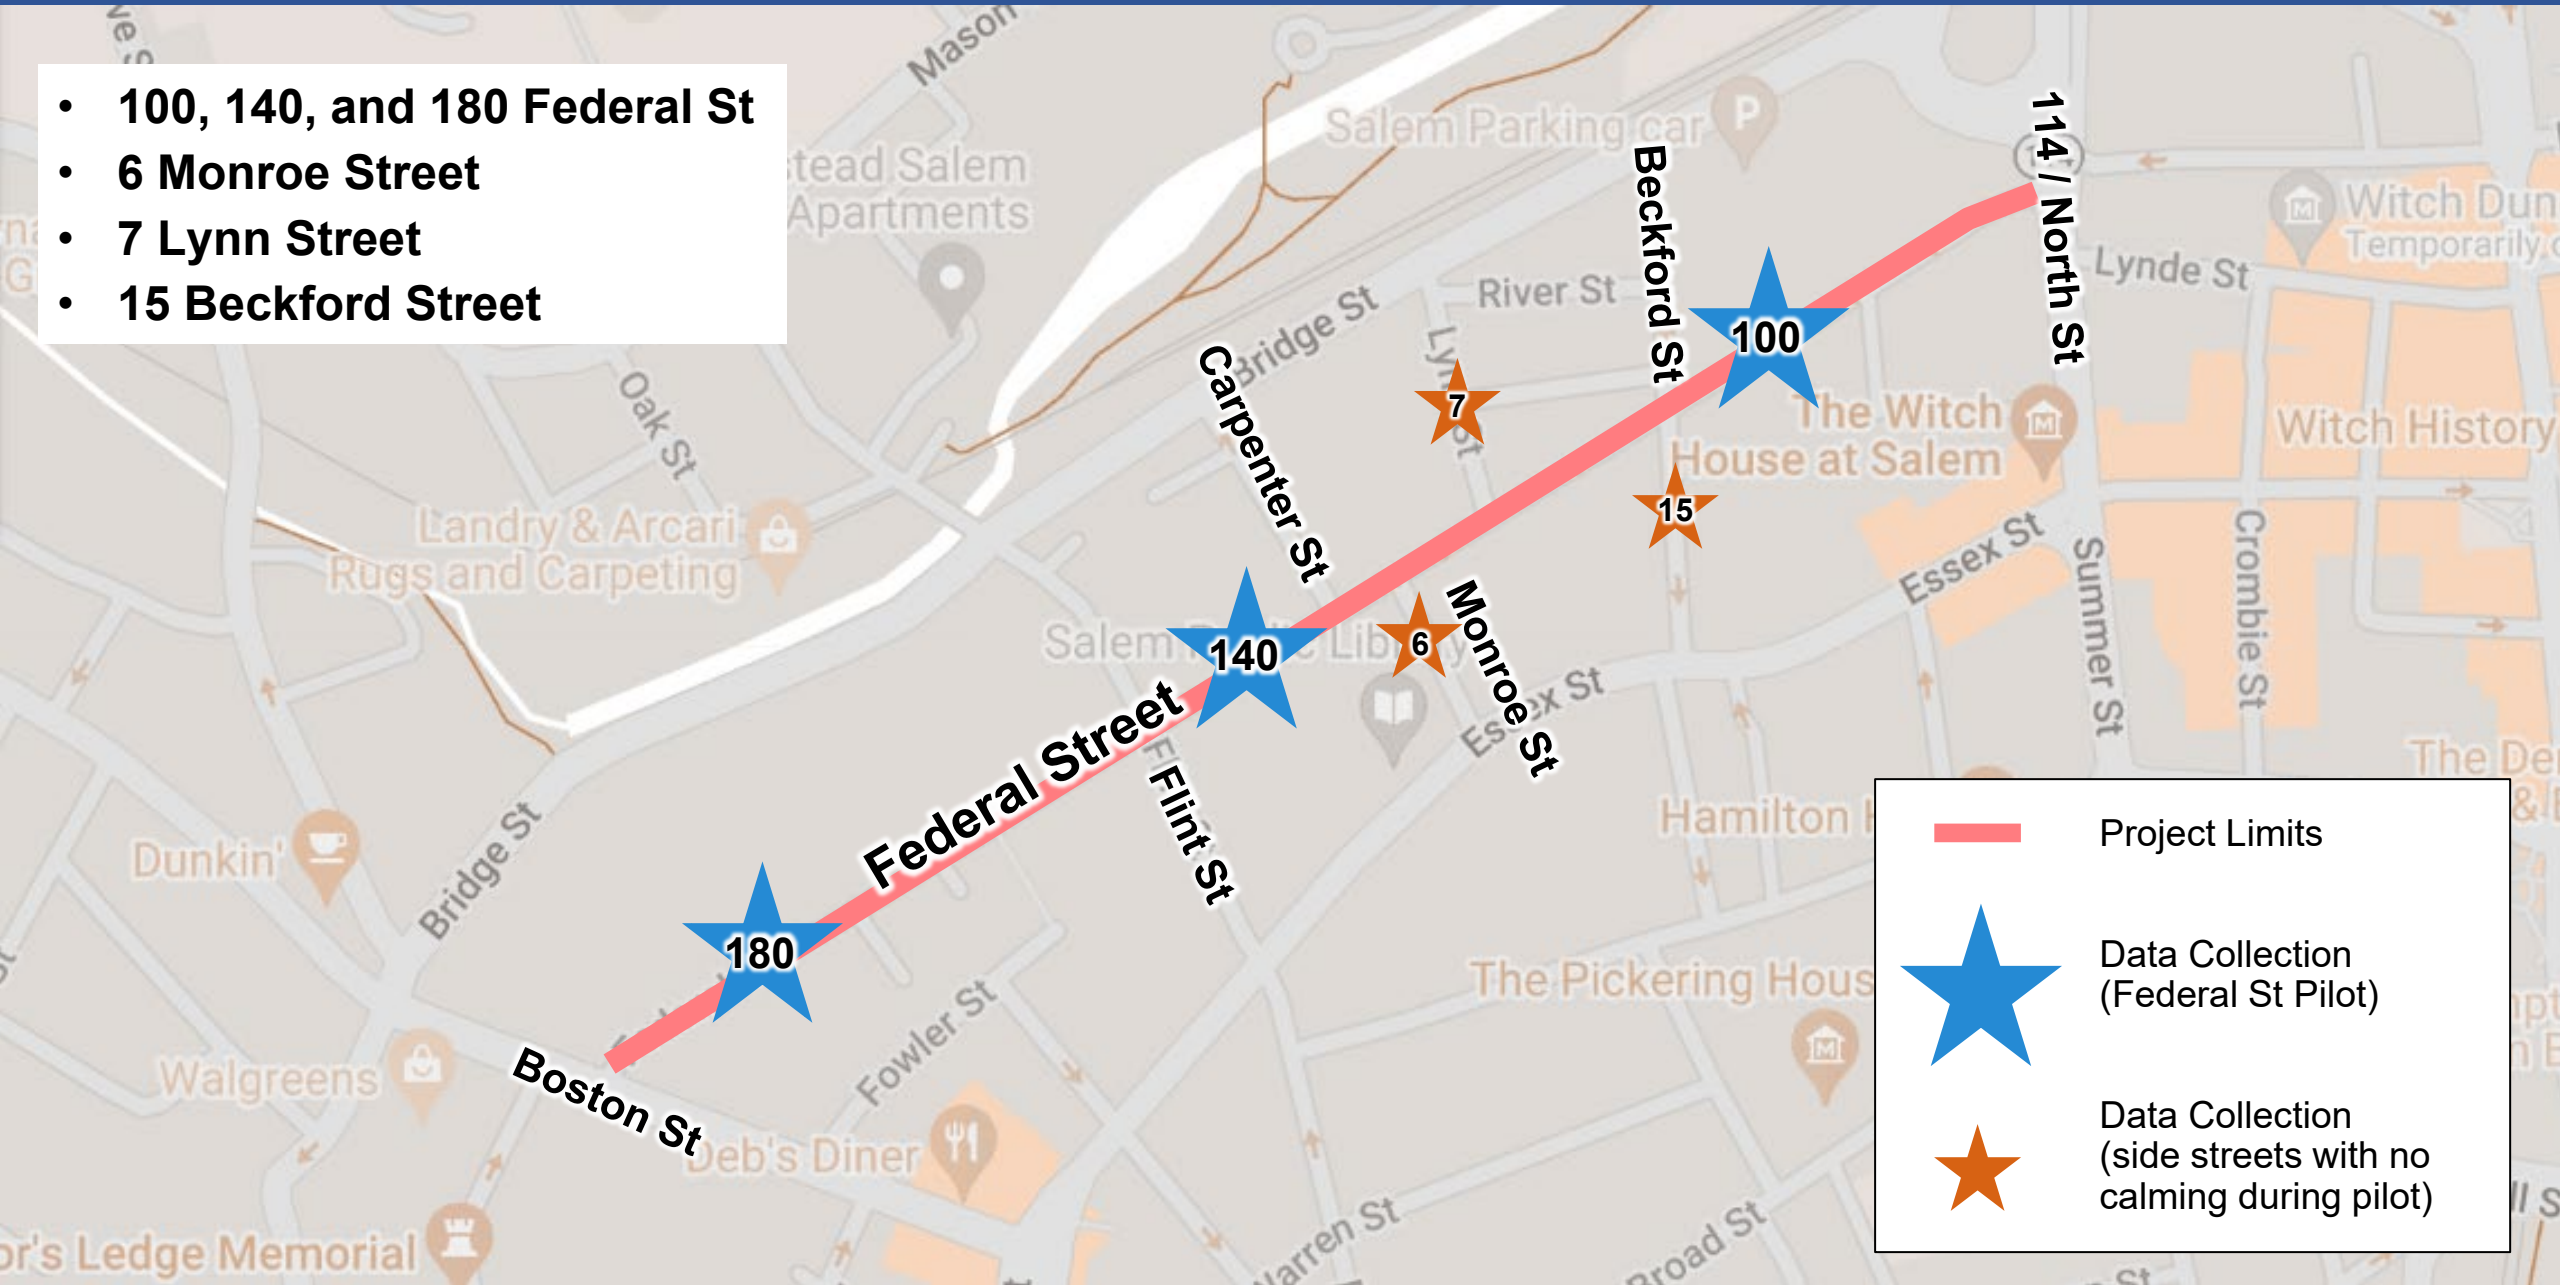 • 100, 140, and 180 Federal St
• 6 Monroe Street
• 7 Lynn Street
• 15 Beckford Street
Mason
Salem Parking car
P
114 / North St
Beckford St
stead Salem
Apartments
Witch Dun
Temporarily
Lynde St
River St
Bridge St
100
Carpenter St
7
Oak St
The Witch
House at Salem
Witch History
15
Landry & Arcari
Rugs and Carpeting
Essex St
Summer St
Crombie St
Salem
140
6
Monroe St
Essex St
Federal Street
Flint St
Hamilton
The De
Dunkin'
Bridge St
180
Fowler St
The Pickering Hous
Walgreens
Boston St
Deb's Diner
or's Ledge Memorial
Warren St
Broad St
Project Limits
Data Collection
(Federal St Pilot)
Data Collection
(side streets with no
calming during pilot)